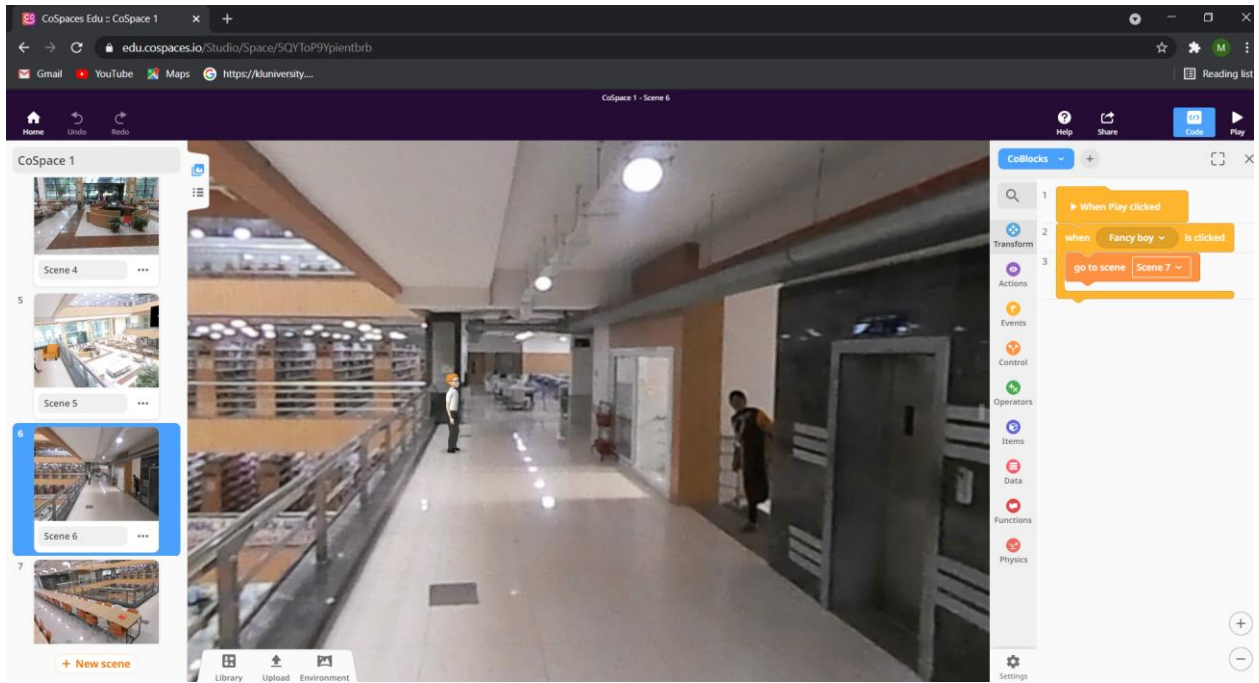 CoSpaces Edu :: CoSpace 1
edu.cospaces.io/Studio/Space/5QYToP9Ypientbrb
M
Gmail YouTube Maps https://kluniversity.... Reading list
CoSpace 1 - Scene 6
Home Undo Redo Help Share Code Play
CoSpace 1
Scene 4
5
Scene 5
6
Scene 6
7
+ New scene
Library Upload Environment
CoBlocks
Transform
Actions
Events
Control
Operators
Items
Data
Functions
Physics
Settings
1 When Play clicked
2 when Fancy boy is clicked
3 go to scene Scene 7